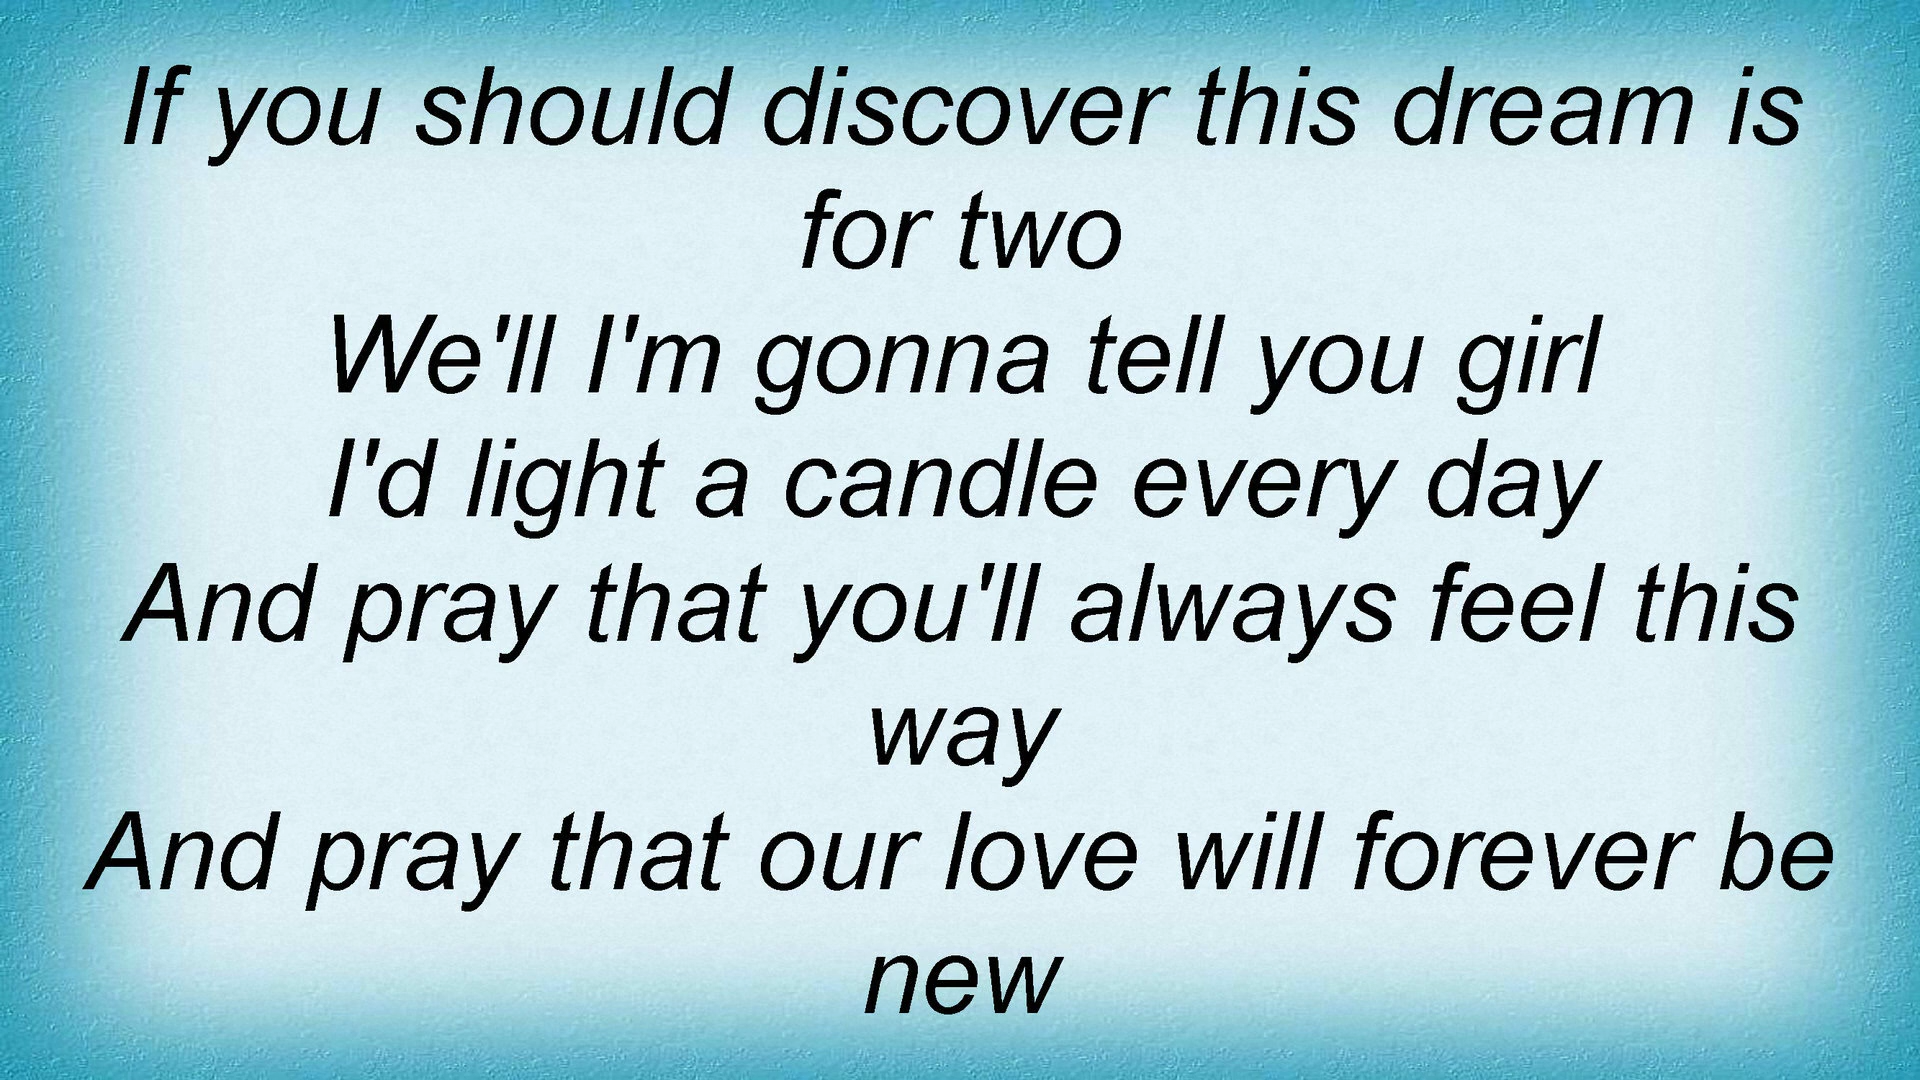 If you should discover this dream is
for two
We'll I'm gonna tell you girl
I'd light a candle every day
And pray that you'll always feel this
way
And pray that our love will forever be
new